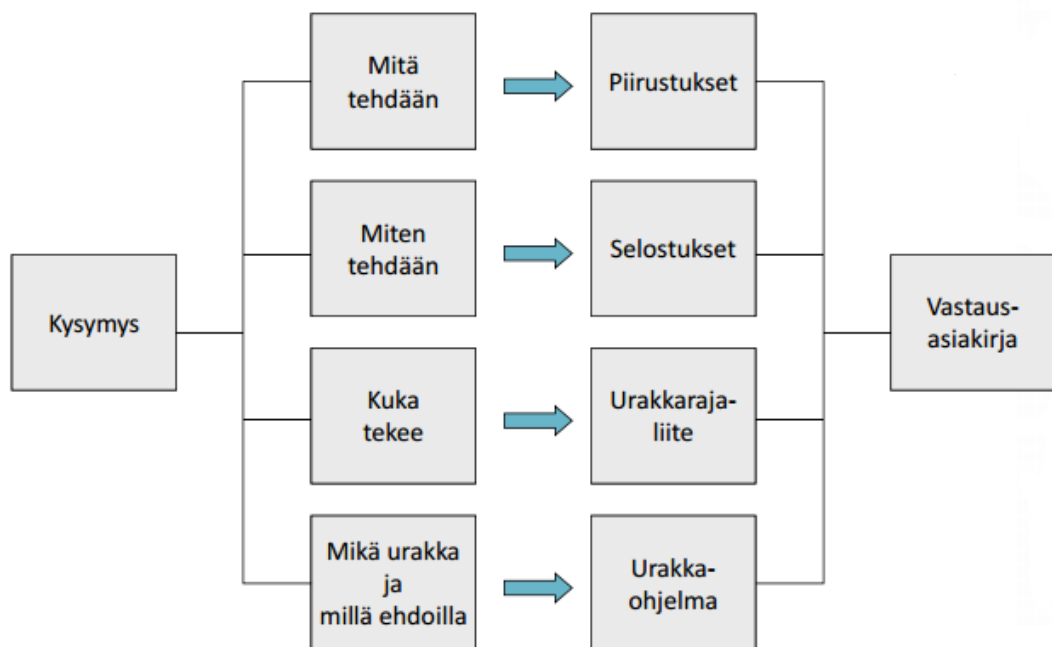 Mitä
tehdään
Piirustukset
Miten
tehdään
Selostukset
Kysymys
Vastaus-
asiakirja
Kuka
tekee
Urakkaraja-
liite
Mikä urakka
ja
millä ehdoilla
Urakka-
ohjelma